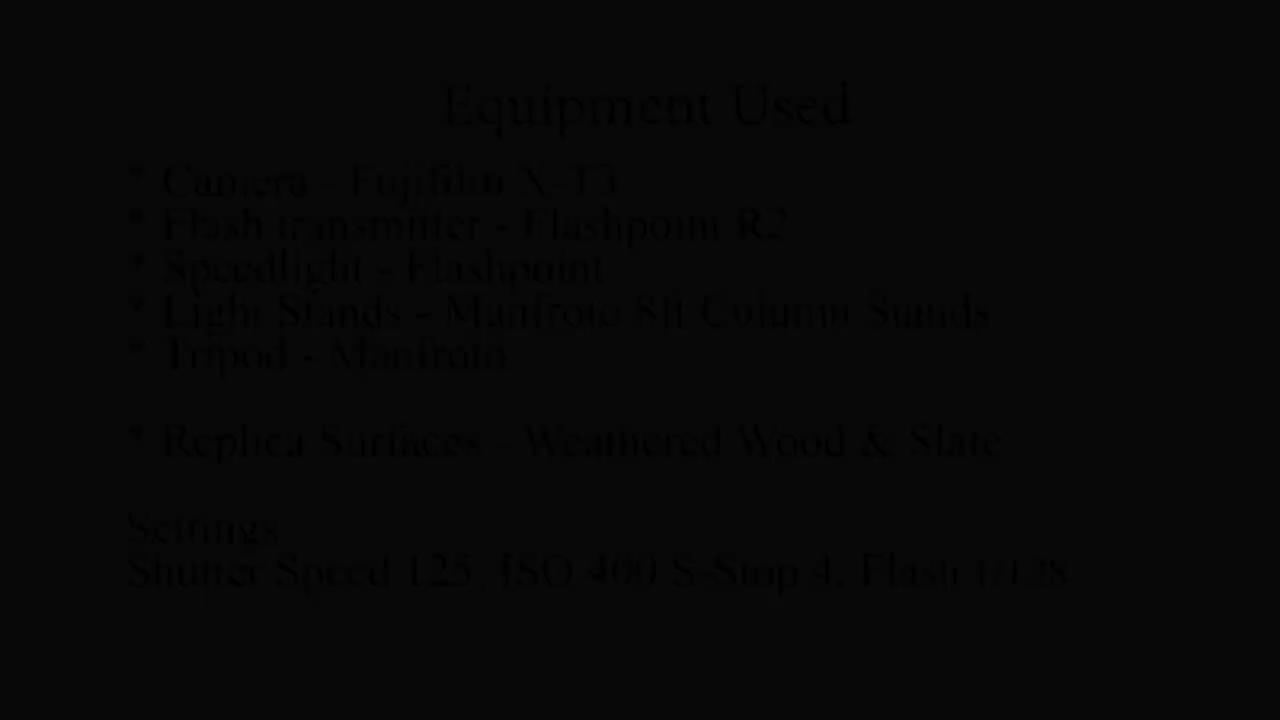 Equipment Used
* Camera - Fujifilm X-T3
* Flash transmitter - Flashpoint R2
* Speedlight - Flashpoint
* Light Stands - Manfroto 8ft Column Stands
* Tripod - Manfroto
* Replica Surfaces - Weathered Wood & Slate
Settings
Shutter Speed 125, ISO 400 S-Stop 4, Flash 1/128